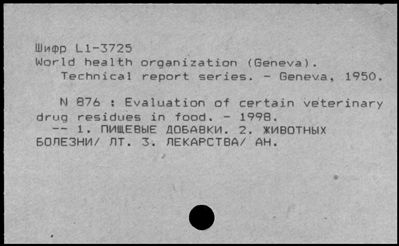 Шифр L1-3725
World health organization (Geneva).
Technical report series. - Geneva, 1950.
N 876 : Evaluation of certain veterinary
drug residues in food. - 1998.
-- 1. ПИЩЕВЫЕ ДОБАВКИ. 2. ЖИВОТНЫХ
БОЛЕЗНИ/ ЛТ. 3. ЛЕКАРСТВА/ АН.